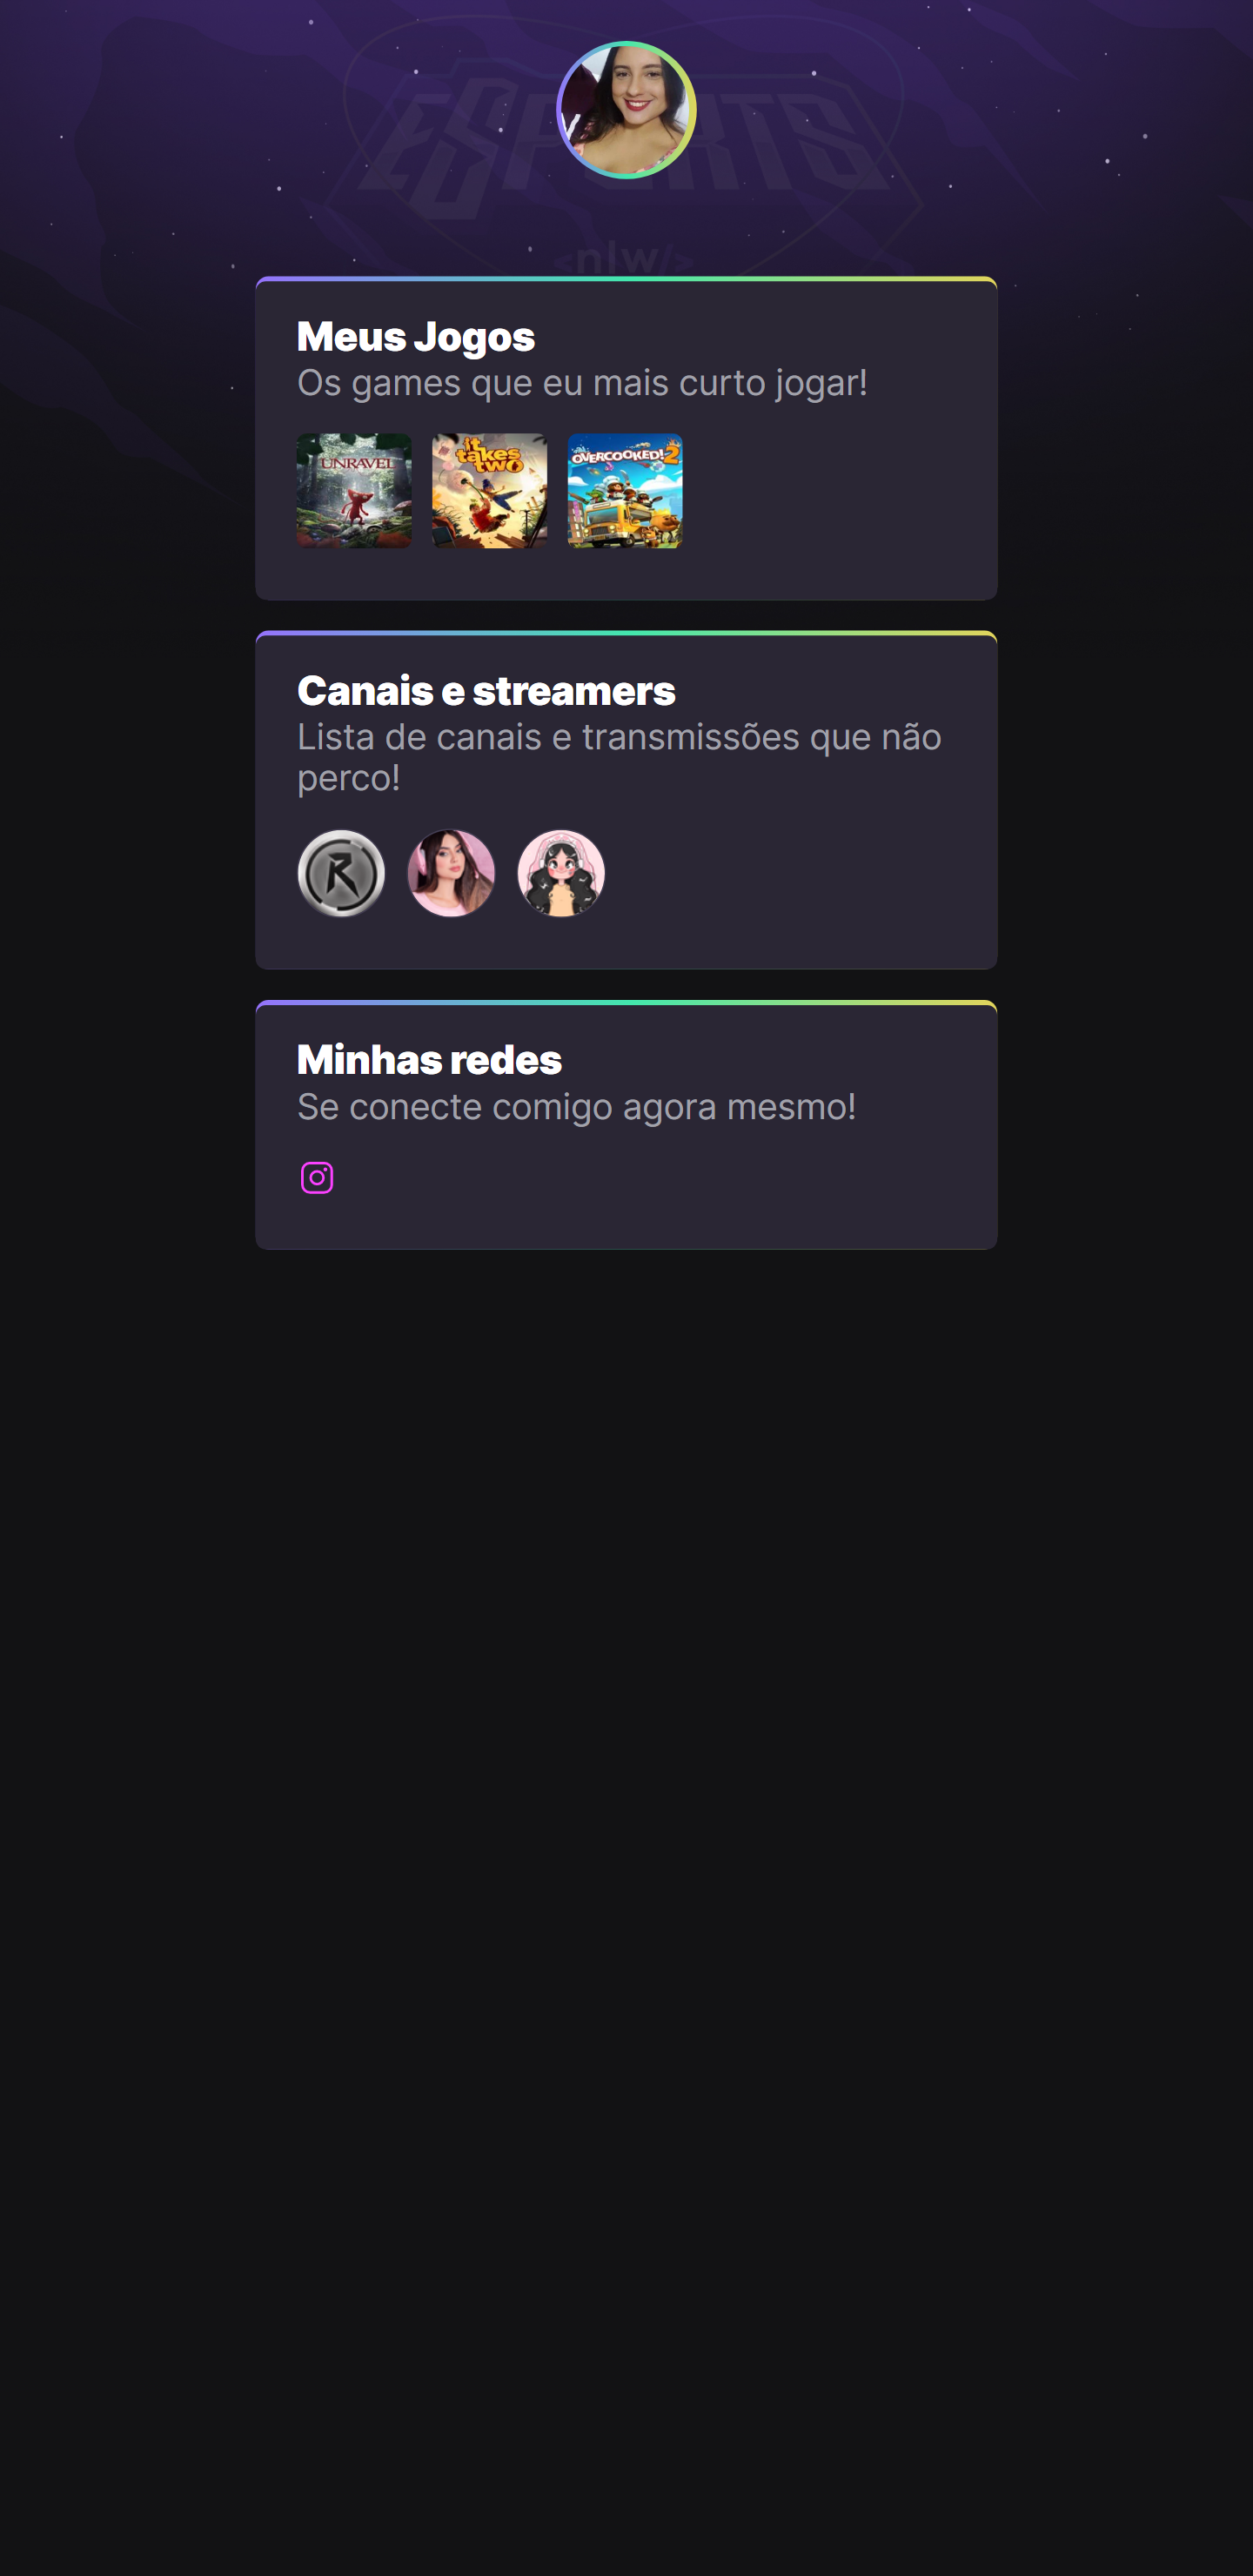 ESPORTS
<nlw/>
Meus Jogos
Os games que eu mais curto jogar!
UNRAVEL
it takes two
OVERCOOKED! 2
Canais e streamers
Lista de canais e transmissões que não
perco!
R
Minhas redes
Se conecte comigo agora mesmo!